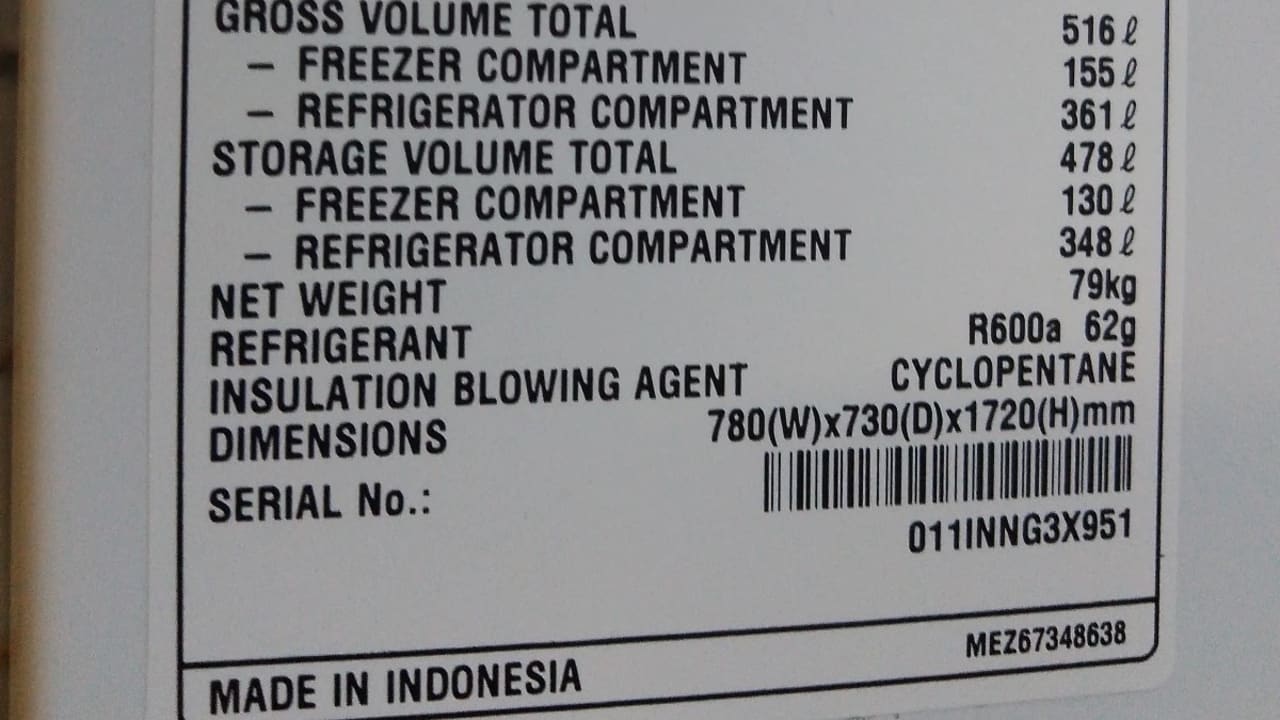 GROSS VOLUME TOTAL 516 ℓ
– FREEZER COMPARTMENT 155 ℓ
– REFRIGERATOR COMPARTMENT 361 ℓ
STORAGE VOLUME TOTAL 478 ℓ
– FREEZER COMPARTMENT 130 ℓ
– REFRIGERATOR COMPARTMENT 348 ℓ
NET WEIGHT 79kg
REFRIGERANT R600a 62g
INSULATION BLOWING AGENT CYCLOPENTANE
DIMENSIONS 780(W)x730(D)x1720(H)mm
SERIAL No.:
011INNG3X951
MEZ67348638
MADE IN INDONESIA